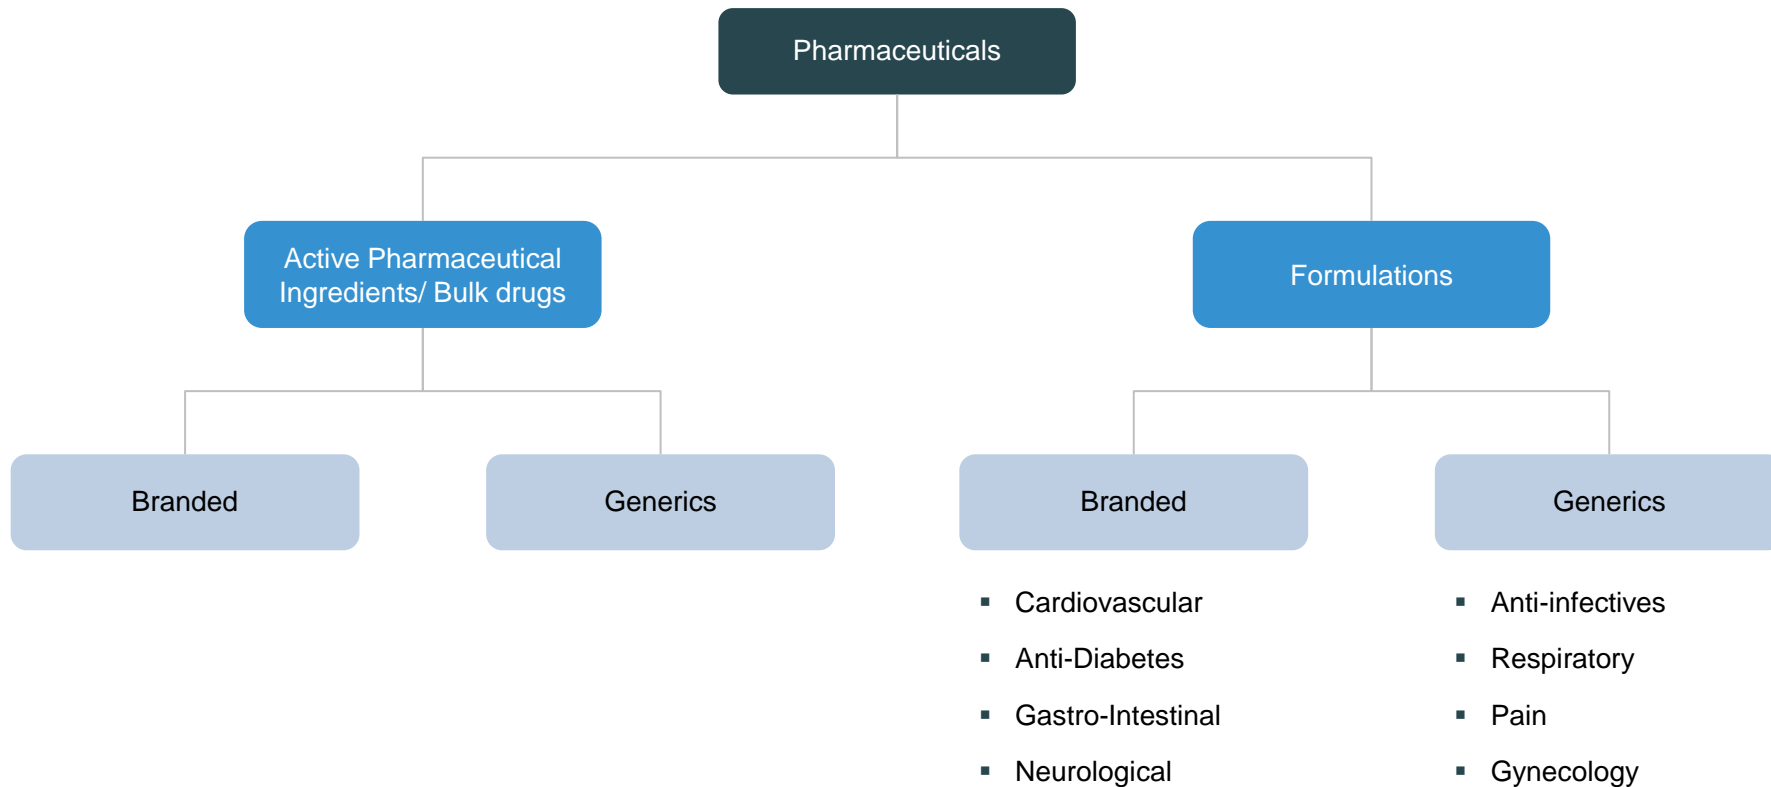 Pharmaceuticals
Active Pharmaceutical
Ingredients/ Bulk drugs
Formulations
Branded
Generics
Branded
Generics
▪ Cardiovascular
▪ Anti-Diabetes
▪ Gastro-Intestinal
▪ Neurological
▪ Anti-infectives
▪ Respiratory
▪ Pain
▪ Gynecology